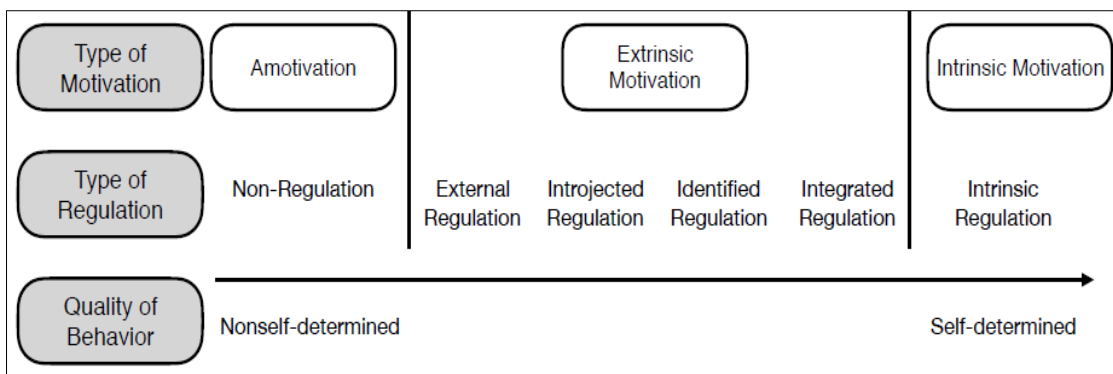 Type of
Motivation
Amotivation
Extrinsic
Motivation
Intrinsic Motivation
Type of
Regulation
Non-Regulation
External
Regulation
Introjected
Regulation
Identified
Regulation
Integrated
Regulation
Intrinsic
Regulation
Quality of
Behavior
Nonself-determined
Self-determined